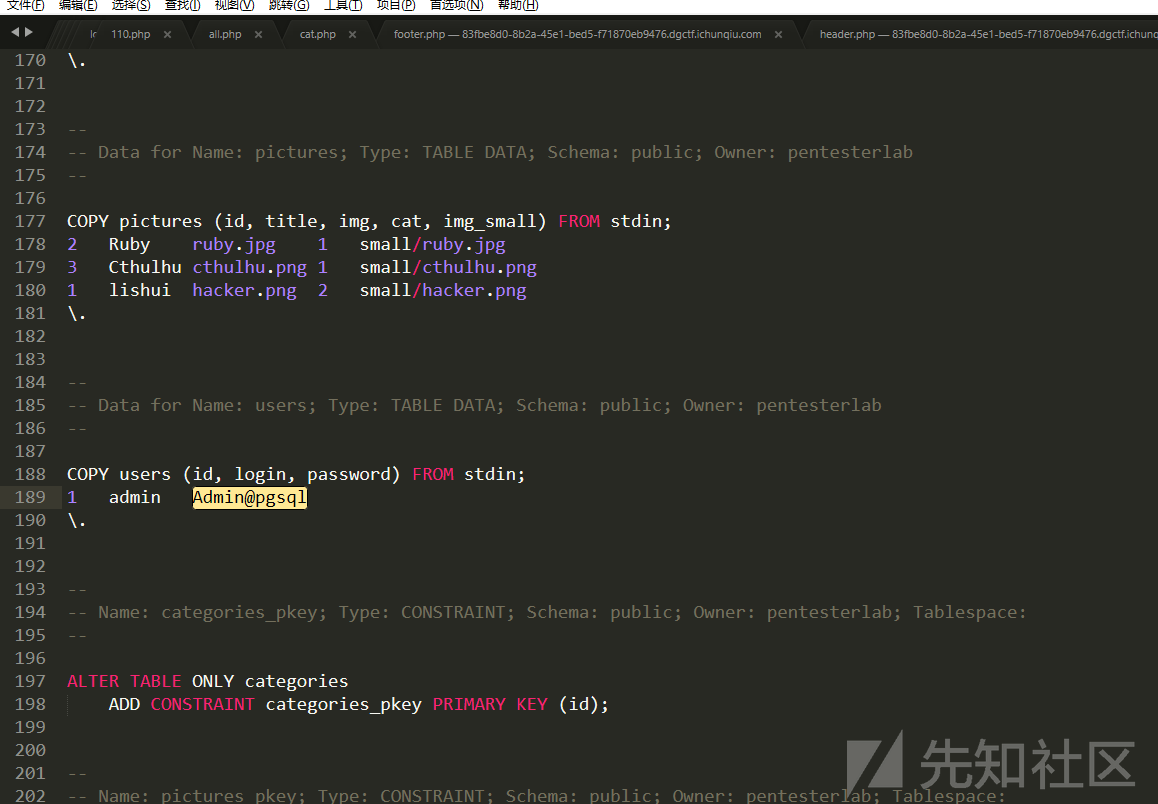 文件(F) 编辑(E) 选择(S) 查找(I) 视图(V) 跳转(G) 工具(T) 项目(P) 首选项(N) 帮助(H)
110.php × all.php × cat.php × footer.php — 83fbe8d0-8b2a-45e1-bed5-f71870eb9476.dgctf.ichunqiu.com × header.php — 83fbe8d0-8b2a-45e1-bed5-f71870eb9476.dgctf.ichunq
170 \.
171
172
173 --
174 -- Data for Name: pictures; Type: TABLE DATA; Schema: public; Owner: pentesterlab
175 --
176
177 COPY pictures (id, title, img, cat, img_small) FROM stdin;
178 2 Ruby ruby.jpg 1 small/ruby.jpg
179 3 Cthulhu cthulhu.png 1 small/cthulhu.png
180 1 lishui hacker.png 2 small/hacker.png
181 \.
182
183
184 --
185 -- Data for Name: users; Type: TABLE DATA; Schema: public; Owner: pentesterlab
186 --
187
188 COPY users (id, login, password) FROM stdin;
189 1 admin Admin@pgsql
190 \.
191
192
193 --
194 -- Name: categories_pkey; Type: CONSTRAINT; Schema: public; Owner: pentesterlab; Tablespace:
195 --
196
197 ALTER TABLE ONLY categories
198 ADD CONSTRAINT categories_pkey PRIMARY KEY (id);
199
200
201 --
202 -- Name: pictures_pkey; Type: CONSTRAINT; Schema: public; Owner: pentesterlab; Tablespace:
先知社区